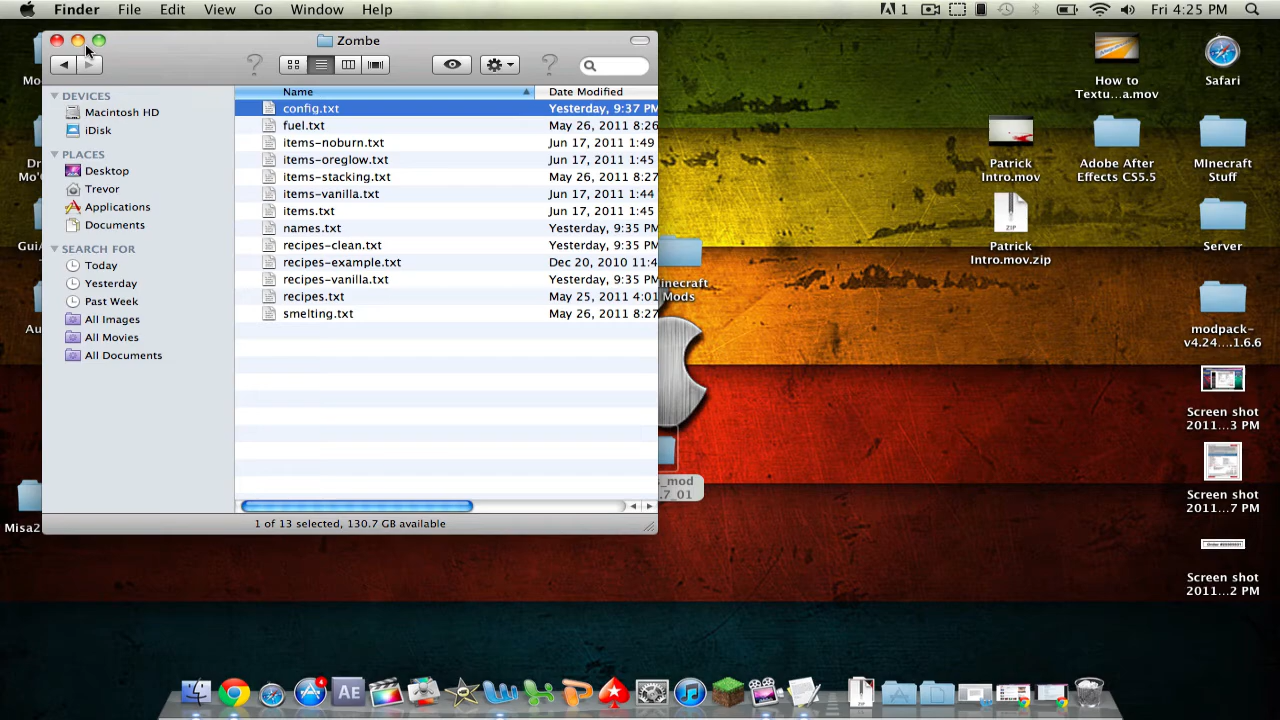 Finder File Edit View Go Window Help
1
Fri 4:25 PM
Zombe
Name
Date Modified
DEVICES
Macintosh HD
iDisk
PLACES
Desktop
Trevor
Applications
Documents
SEARCH FOR
Today
Yesterday
Past Week
All Images
All Movies
All Documents
config.txt Yesterday, 9:37 PM
fuel.txt May 26, 2011 8:26
items-noburn.txt Jun 17, 2011 1:49
items-oreglow.txt Jun 17, 2011 1:45
items-stacking.txt May 26, 2011 8:27
items-vanilla.txt Jun 17, 2011 1:44
items.txt Jun 17, 2011 1:45
names.txt Yesterday, 9:35 PM
recipes-clean.txt Yesterday, 9:35 PM
recipes-example.txt Dec 20, 2010 11:4
recipes-vanilla.txt Yesterday, 9:35 PM
recipes.txt May 25, 2011 4:01
smelting.txt May 26, 2011 8:27
1 of 13 selected, 130.7 GB available
Misa2
Mods
s_mod
.7_01
How to
Textu...a.mov
Safari
Patrick
Intro.mov
Adobe After
Effects CS5.5
MInecraft
Stuff
Patrick
Intro.mov.zip
Server
modpack-
v4.24....1.6.6
Screen shot
2011...3 PM
Screen shot
2011...7 PM
Screen shot
2011...2 PM
AE
ZIP